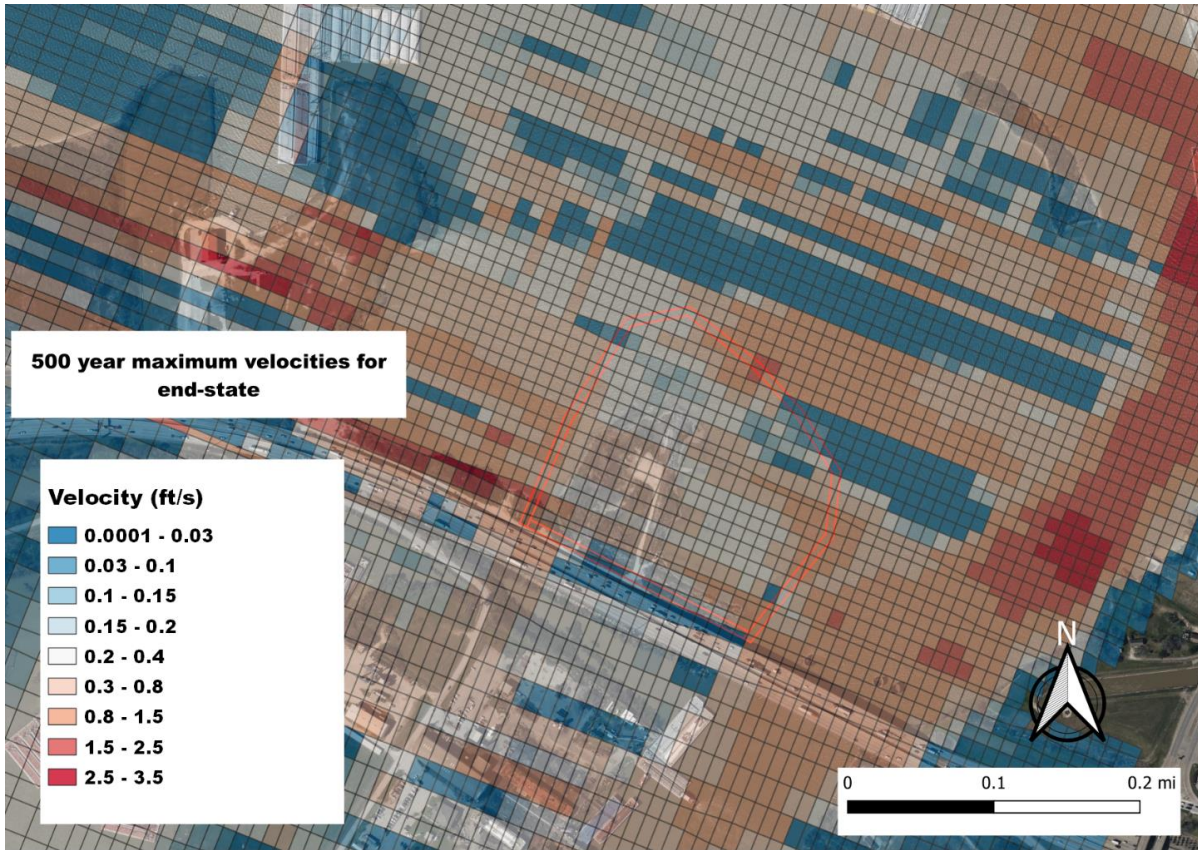 500 year maximum velocities for
end-state
Velocity (ft/s)
0.0001 - 0.03
0.03 - 0.1
0.1 - 0.15
0.15 - 0.2
0.2 - 0.4
0.3 - 0.8
0.8 - 1.5
1.5 - 2.5
2.5 - 3.5
N
0 0.1 0.2 mi